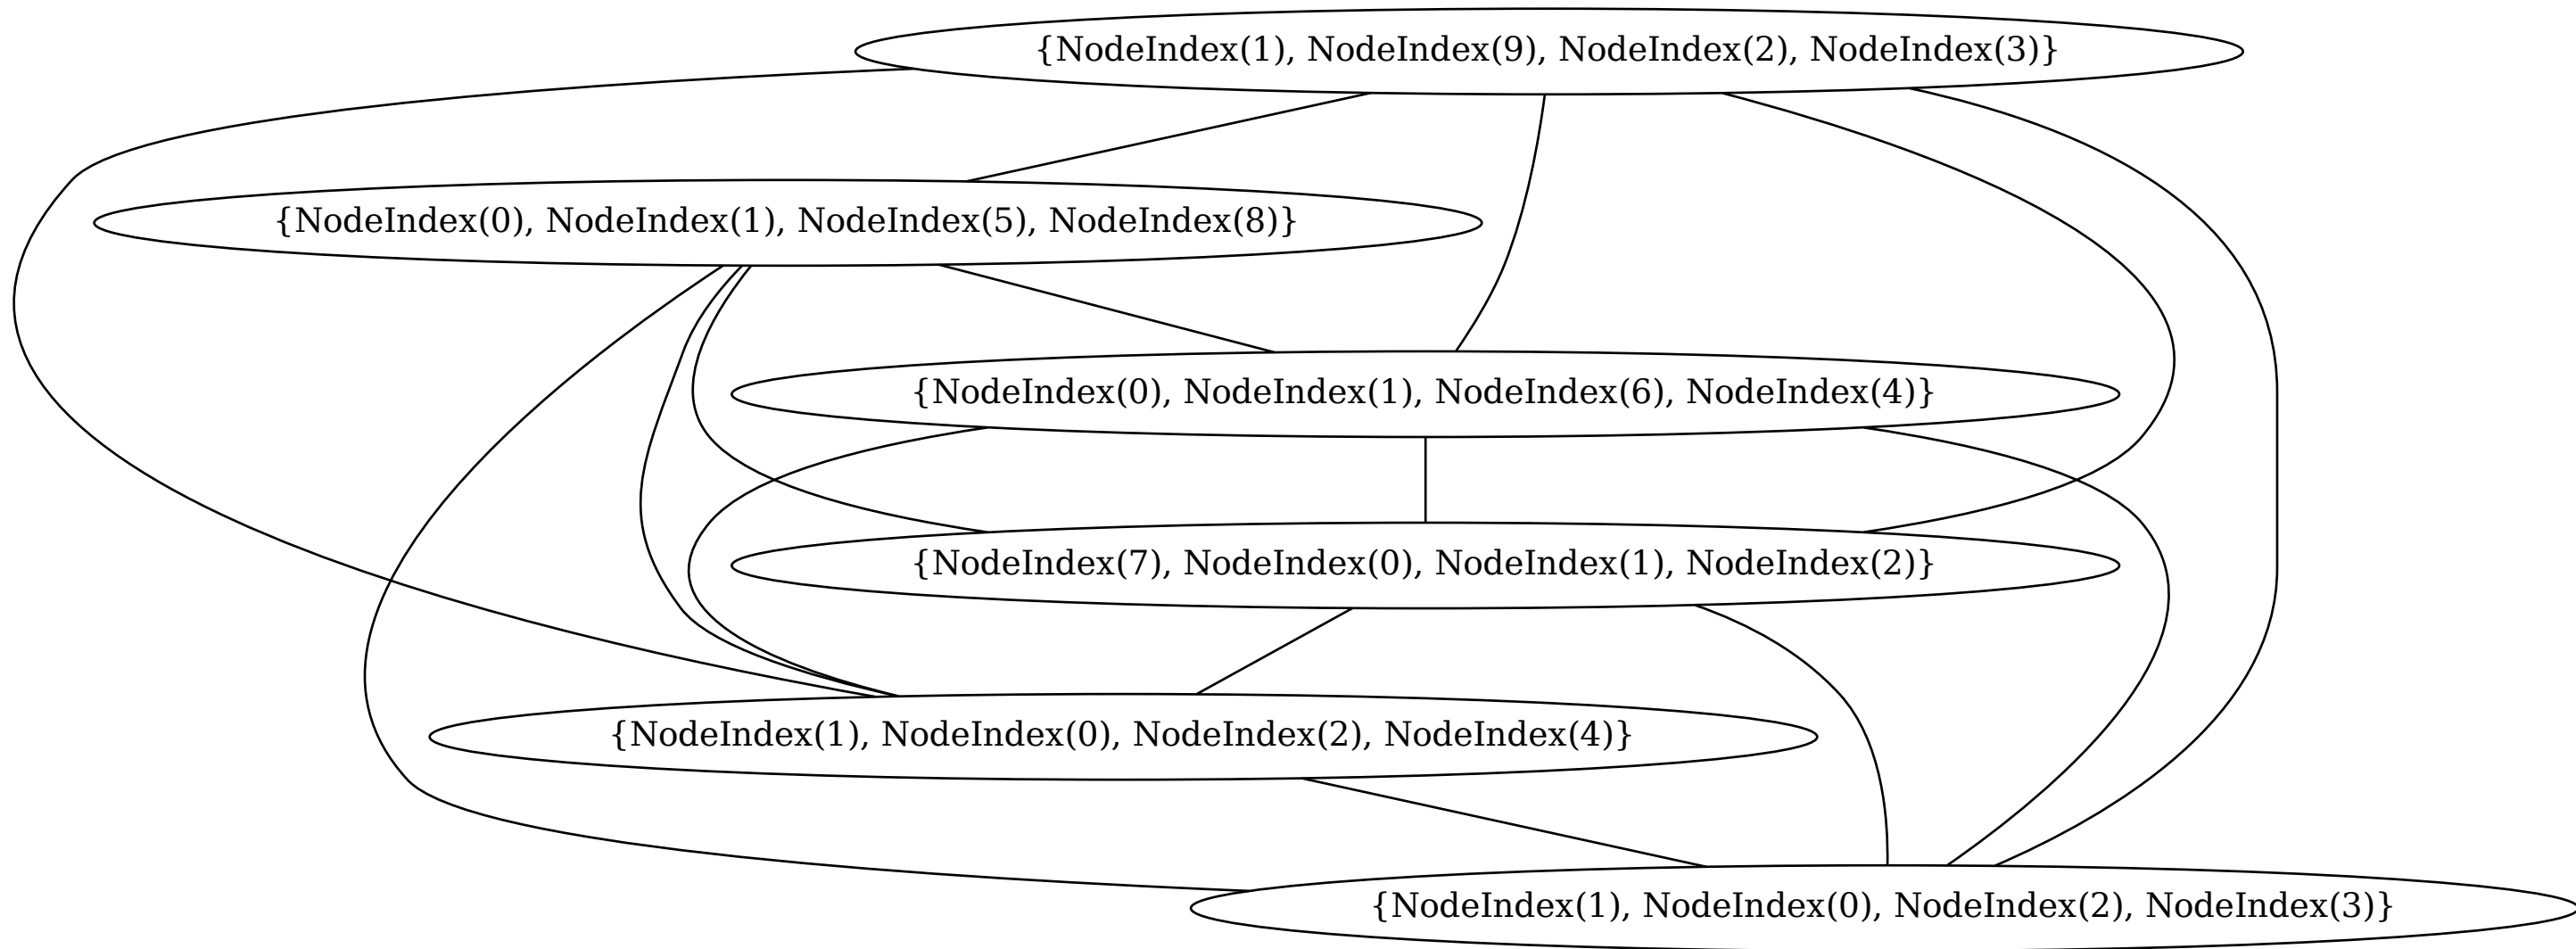 {NodeIndex(1), NodeIndex(9), NodeIndex(2), NodeIndex(3)}
{NodeIndex(0), NodeIndex(1), NodeIndex(5), NodeIndex(8)}
{NodeIndex(0), NodeIndex(1), NodeIndex(6), NodeIndex(4)}
{NodeIndex(7), NodeIndex(0), NodeIndex(1), NodeIndex(2)}
{NodeIndex(1), NodeIndex(0), NodeIndex(2), NodeIndex(4)}
{NodeIndex(1), NodeIndex(0), NodeIndex(2), NodeIndex(3)}